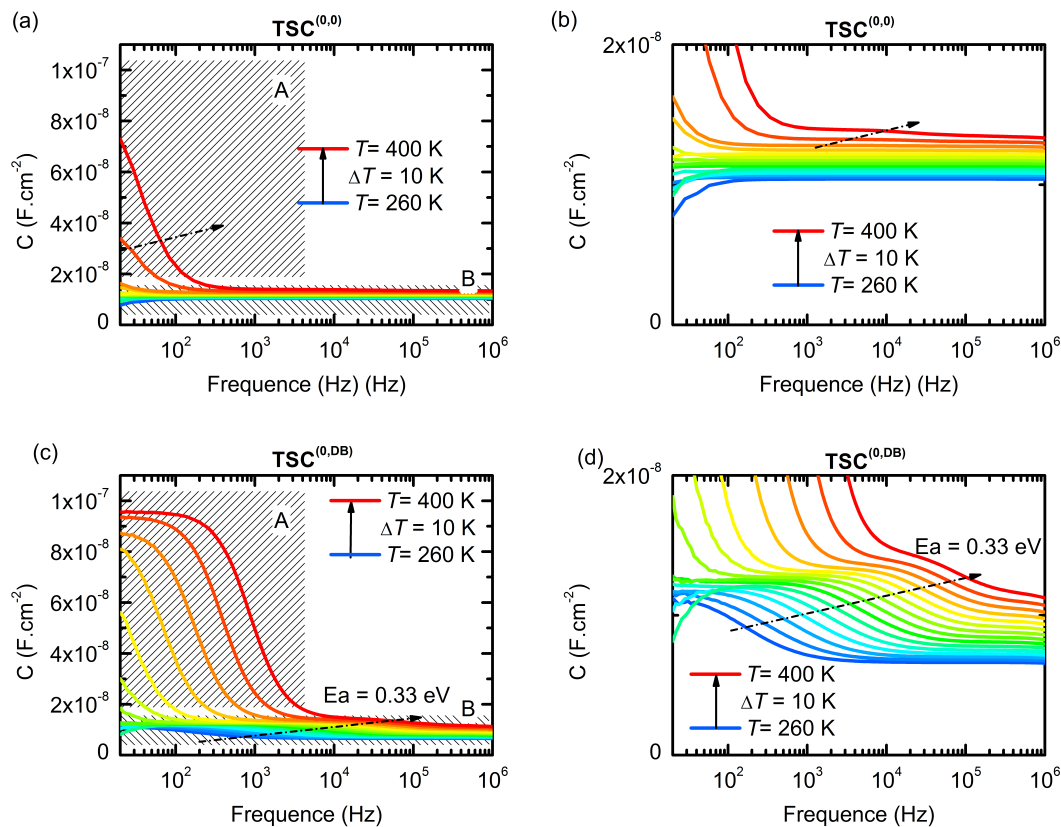 (a)
TSC(0,0)
1x10-7
8x10-8
6x10-8
4x10-8
2x10-8
0
C (F.cm-2)
A
T= 400 K
ΔT = 10 K
T= 260 K
B
102
103
104
105
106
Frequence (Hz) (Hz)
(b)
TSC(0,0)
2x10-8
0
C (F.cm-2)
T= 400 K
ΔT = 10 K
T= 260 K
102
103
104
105
106
Frequence (Hz) (Hz)
(c)
TSC(0,DB)
1x10-7
8x10-8
6x10-8
4x10-8
2x10-8
0
C (F.cm-2)
A
T= 400 K
ΔT = 10 K
T= 260 K
Ea = 0.33 eV
B
102
103
104
105
106
Frequence (Hz)
(d)
TSC(0,DB)
2x10-8
0
C (F.cm-2)
Ea = 0.33 eV
T= 400 K
ΔT = 10 K
T= 260 K
102
103
104
105
106
Frequence (Hz)